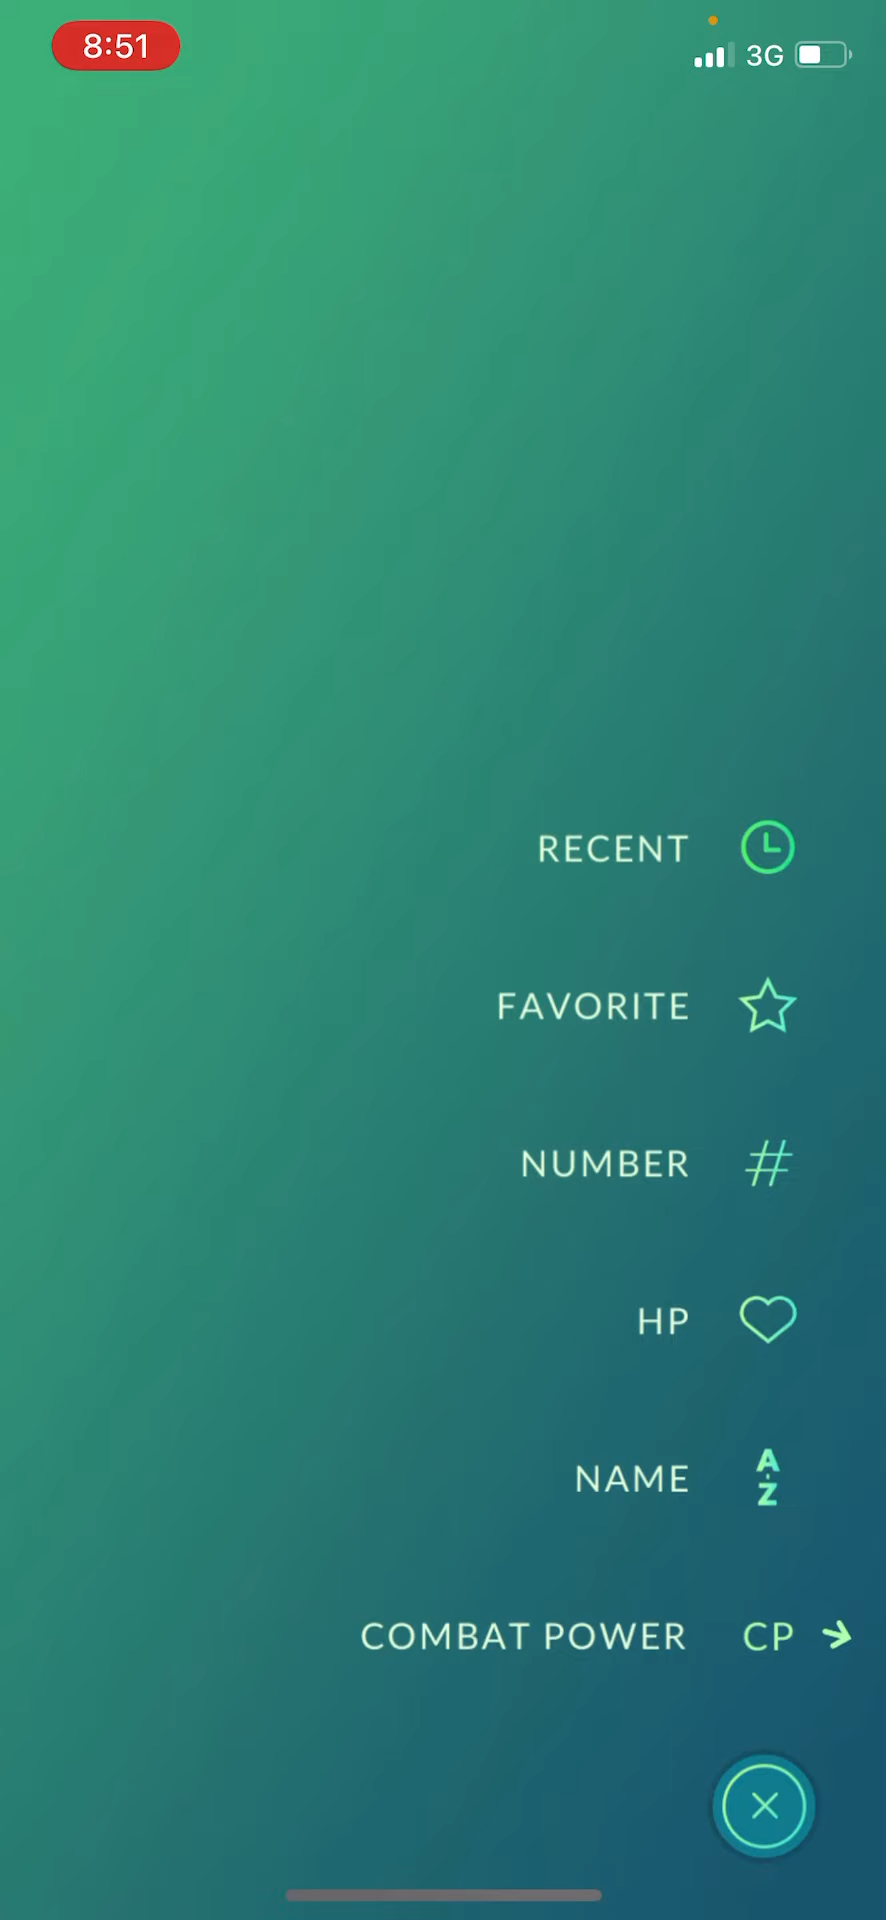 8:51 3G
RECENT
FAVORITE
NUMBER #
HP
NAME A-Z
COMBAT POWER CP